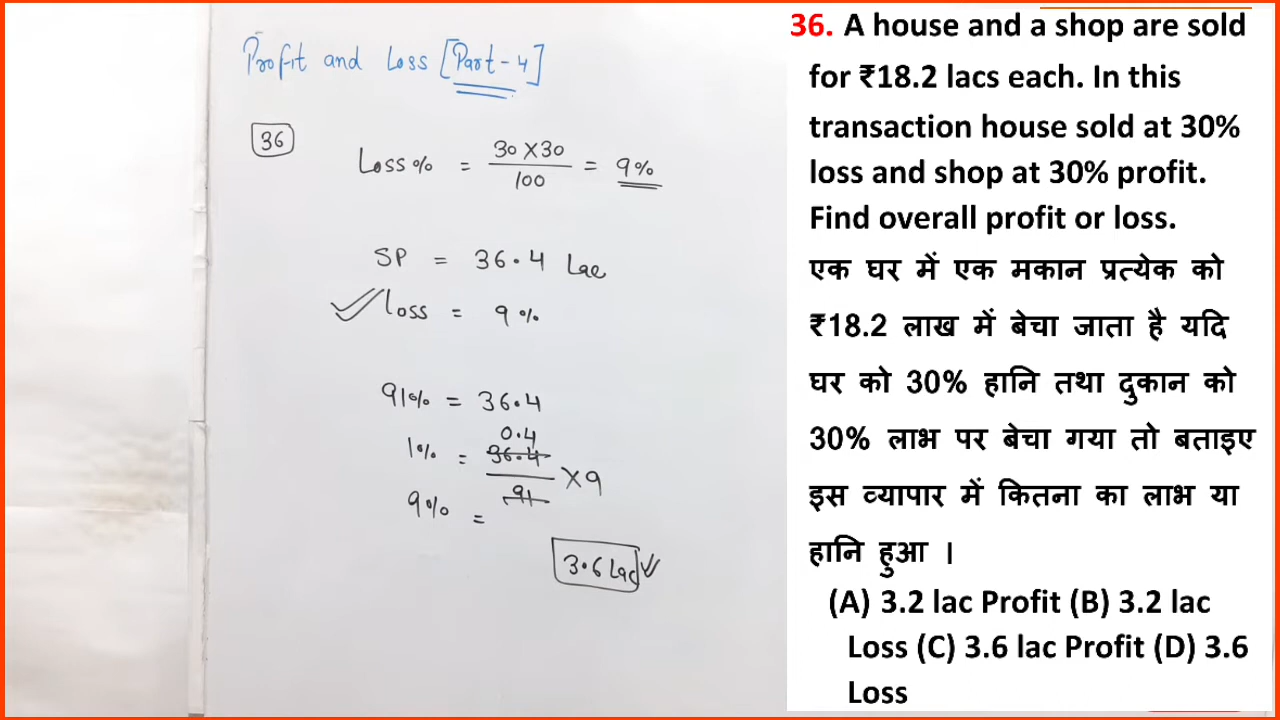 Profit and Loss [Part-4]
36
Loss% = 30 X 30 / 100 = 9%
SP = 36.4 Lac
Loss = 9%
91% = 36.4
0.4
1% = 36.4 / 91 X 9
9% =
3.6 Lac
36. A house and a shop are sold
for ₹18.2 lacs each. In this
transaction house sold at 30%
loss and shop at 30% profit.
Find overall profit or loss.
एक घर में एक मकान प्रत्येक को
₹18.2 लाख में बेचा जाता है यदि
घर को 30% हानि तथा दुकान को
30% लाभ पर बेचा गया तो बताइए
इस व्यापार में कितना का लाभ या
हानि हुआ ।
(A) 3.2 lac Profit (B) 3.2 lac
Loss (C) 3.6 lac Profit (D) 3.6
Loss